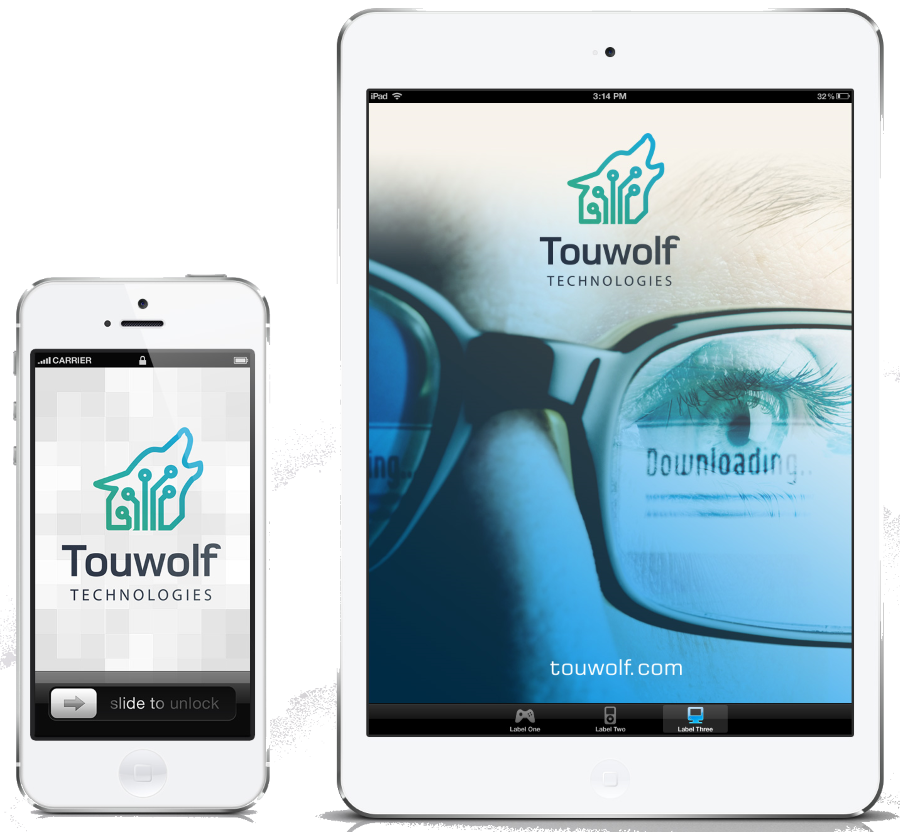 CARRIER
Touwolf
TECHNOLOGIES
slide to unlock
iPad 3:14 PM 32 %
Touwolf
TECHNOLOGIES
ing..
Downloading..
touwolf.com
Label One Label Two Label Three